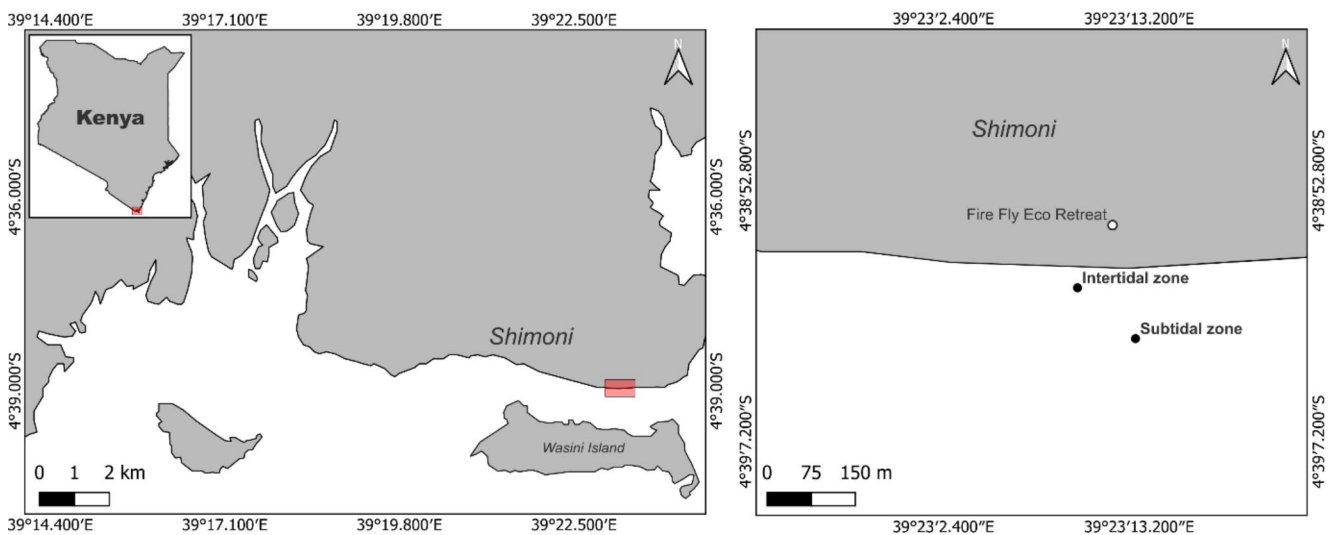 39°14.400′E 39°17.100′E 39°19.800′E 39°22.500′E
N
Kenya
4°36.000′S
4°36.000′S
Shimoni
4°39.000′S
4°39.000′S
Wasini Island
0 1 2 km
39°14.400′E 39°17.100′E 39°19.800′E 39°22.500′E
39°23′2.400″E 39°23′13.200″E
N
Shimoni
4°38′52.800″S
4°38′52.800″S
Fire Fly Eco Retreat
Intertidal zone
Subtidal zone
4°39′7.200″S
4°39′7.200″S
0 75 150 m
39°23′2.400″E 39°23′13.200″E